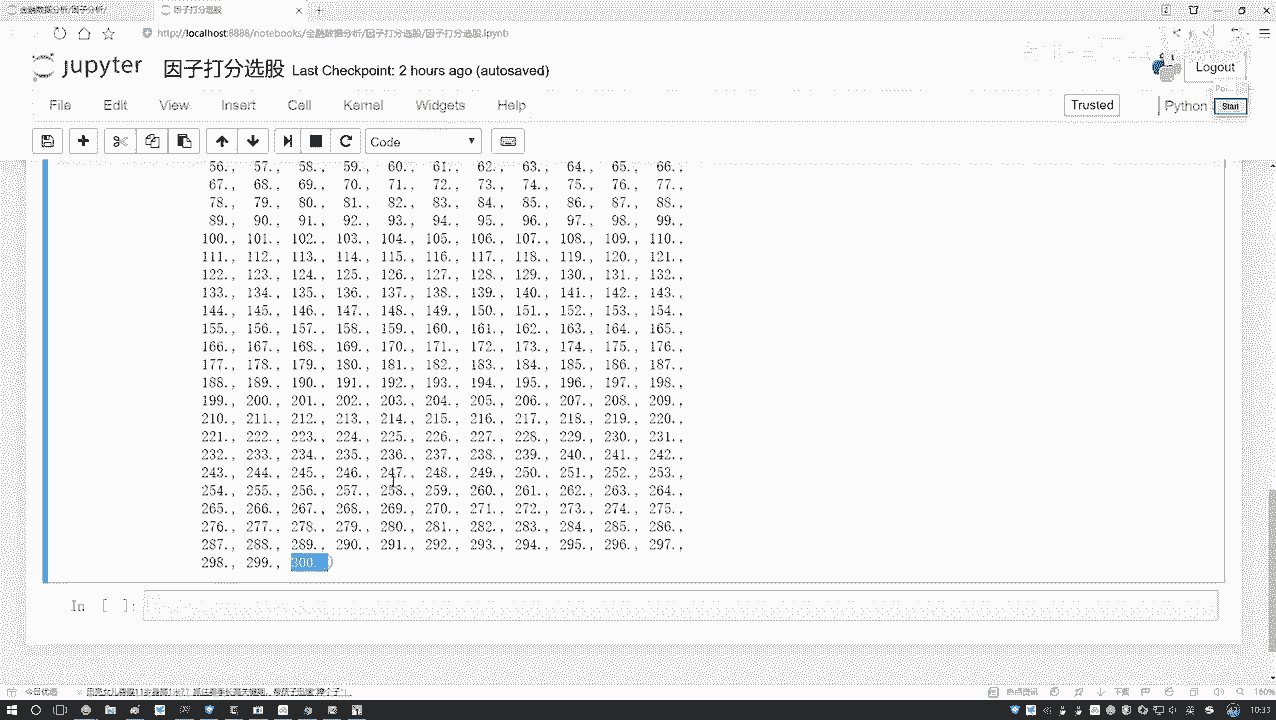 金融数据分析/因子分析/
因子打分选股
http://localhost:8888/notebooks/金融数据分析/因子打分选股/因子打分选股.ipynb
jupyter 因子打分选股 Last Checkpoint: 2 hours ago (autosaved)
Logout
File Edit View Insert Cell Kernel Widgets Help
Trusted
Python
Start
Code
56., 57., 58., 59., 60., 61., 62., 63., 64., 65., 66.,
67., 68., 69., 70., 71., 72., 73., 74., 75., 76., 77.,
78., 79., 80., 81., 82., 83., 84., 85., 86., 87., 88.,
89., 90., 91., 92., 93., 94., 95., 96., 97., 98., 99.,
100., 101., 102., 103., 104., 105., 106., 107., 108., 109., 110.,
111., 112., 113., 114., 115., 116., 117., 118., 119., 120., 121.,
122., 123., 124., 125., 126., 127., 128., 129., 130., 131., 132.,
133., 134., 135., 136., 137., 138., 139., 140., 141., 142., 143.,
144., 145., 146., 147., 148., 149., 150., 151., 152., 153., 154.,
155., 156., 157., 158., 159., 160., 161., 162., 163., 164., 165.,
166., 167., 168., 169., 170., 171., 172., 173., 174., 175., 176.,
177., 178., 179., 180., 181., 182., 183., 184., 185., 186., 187.,
188., 189., 190., 191., 192., 193., 194., 195., 196., 197., 198.,
199., 200., 201., 202., 203., 204., 205., 206., 207., 208., 209.,
210., 211., 212., 213., 214., 215., 216., 217., 218., 219., 220.,
221., 222., 223., 224., 225., 226., 227., 228., 229., 230., 231.,
232., 233., 234., 235., 236., 237., 238., 239., 240., 241., 242.,
243., 244., 245., 246., 247., 248., 249., 250., 251., 252., 253.,
254., 255., 256., 257., 258., 259., 260., 261., 262., 263., 264.,
265., 266., 267., 268., 269., 270., 271., 272., 273., 274., 275.,
276., 277., 278., 279., 280., 281., 282., 283., 284., 285., 286.,
287., 288., 289., 290., 291., 292., 293., 294., 295., 296., 297.,
298., 299., 300. )
In [ ]:
今日优选
热点资讯
下载
160%
英
10:33